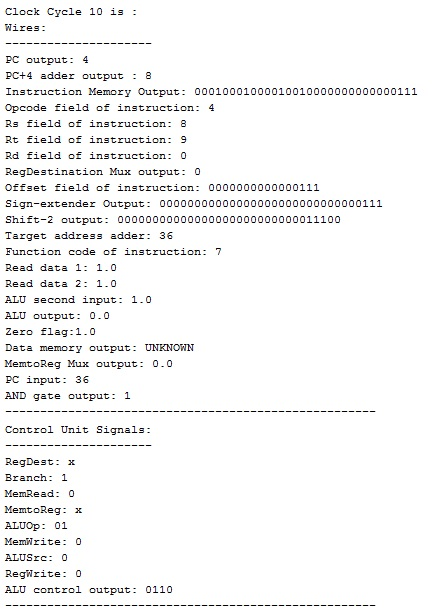 Clock Cycle 10 is :
Wires:
---------------------
PC output: 4
PC+4 adder output : 8
Instruction Memory Output: 00010001000010010000000000000111
Opcode field of instruction: 4
Rs field of instruction: 8
Rt field of instruction: 9
Rd field of instruction: 0
RegDestination Mux output: 0
Offset field of instruction: 0000000000000111
Sign-extender Output: 00000000000000000000000000000111
Shift-2 output: 00000000000000000000000000011100
Target address adder: 36
Function code of instruction: 7
Read data 1: 1.0
Read data 2: 1.0
ALU second input: 1.0
ALU output: 0.0
Zero flag:1.0
Data memory output: UNKNOWN
MemtoReg Mux output: 0.0
PC input: 36
AND gate output: 1
-----------------------------------------------------
Control Unit Signals:
---------------------
RegDest: x
Branch: 1
MemRead: 0
MemtoReg: x
ALUOp: 01
MemWrite: 0
ALUSrc: 0
RegWrite: 0
ALU control output: 0110
-----------------------------------------------------